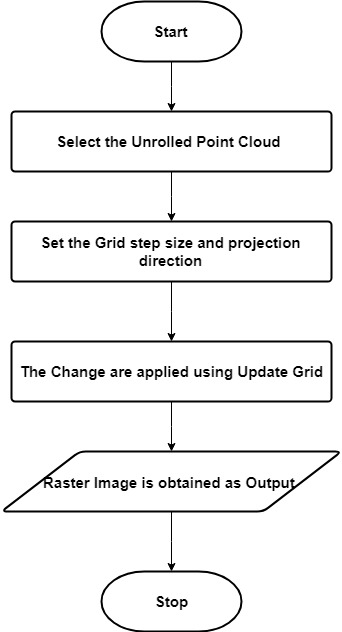 Start
Select the Unrolled Point Cloud
Set the Grid step size and projection
direction
The Change are applied using Update Grid
Raster Image is obtained as Output
Stop